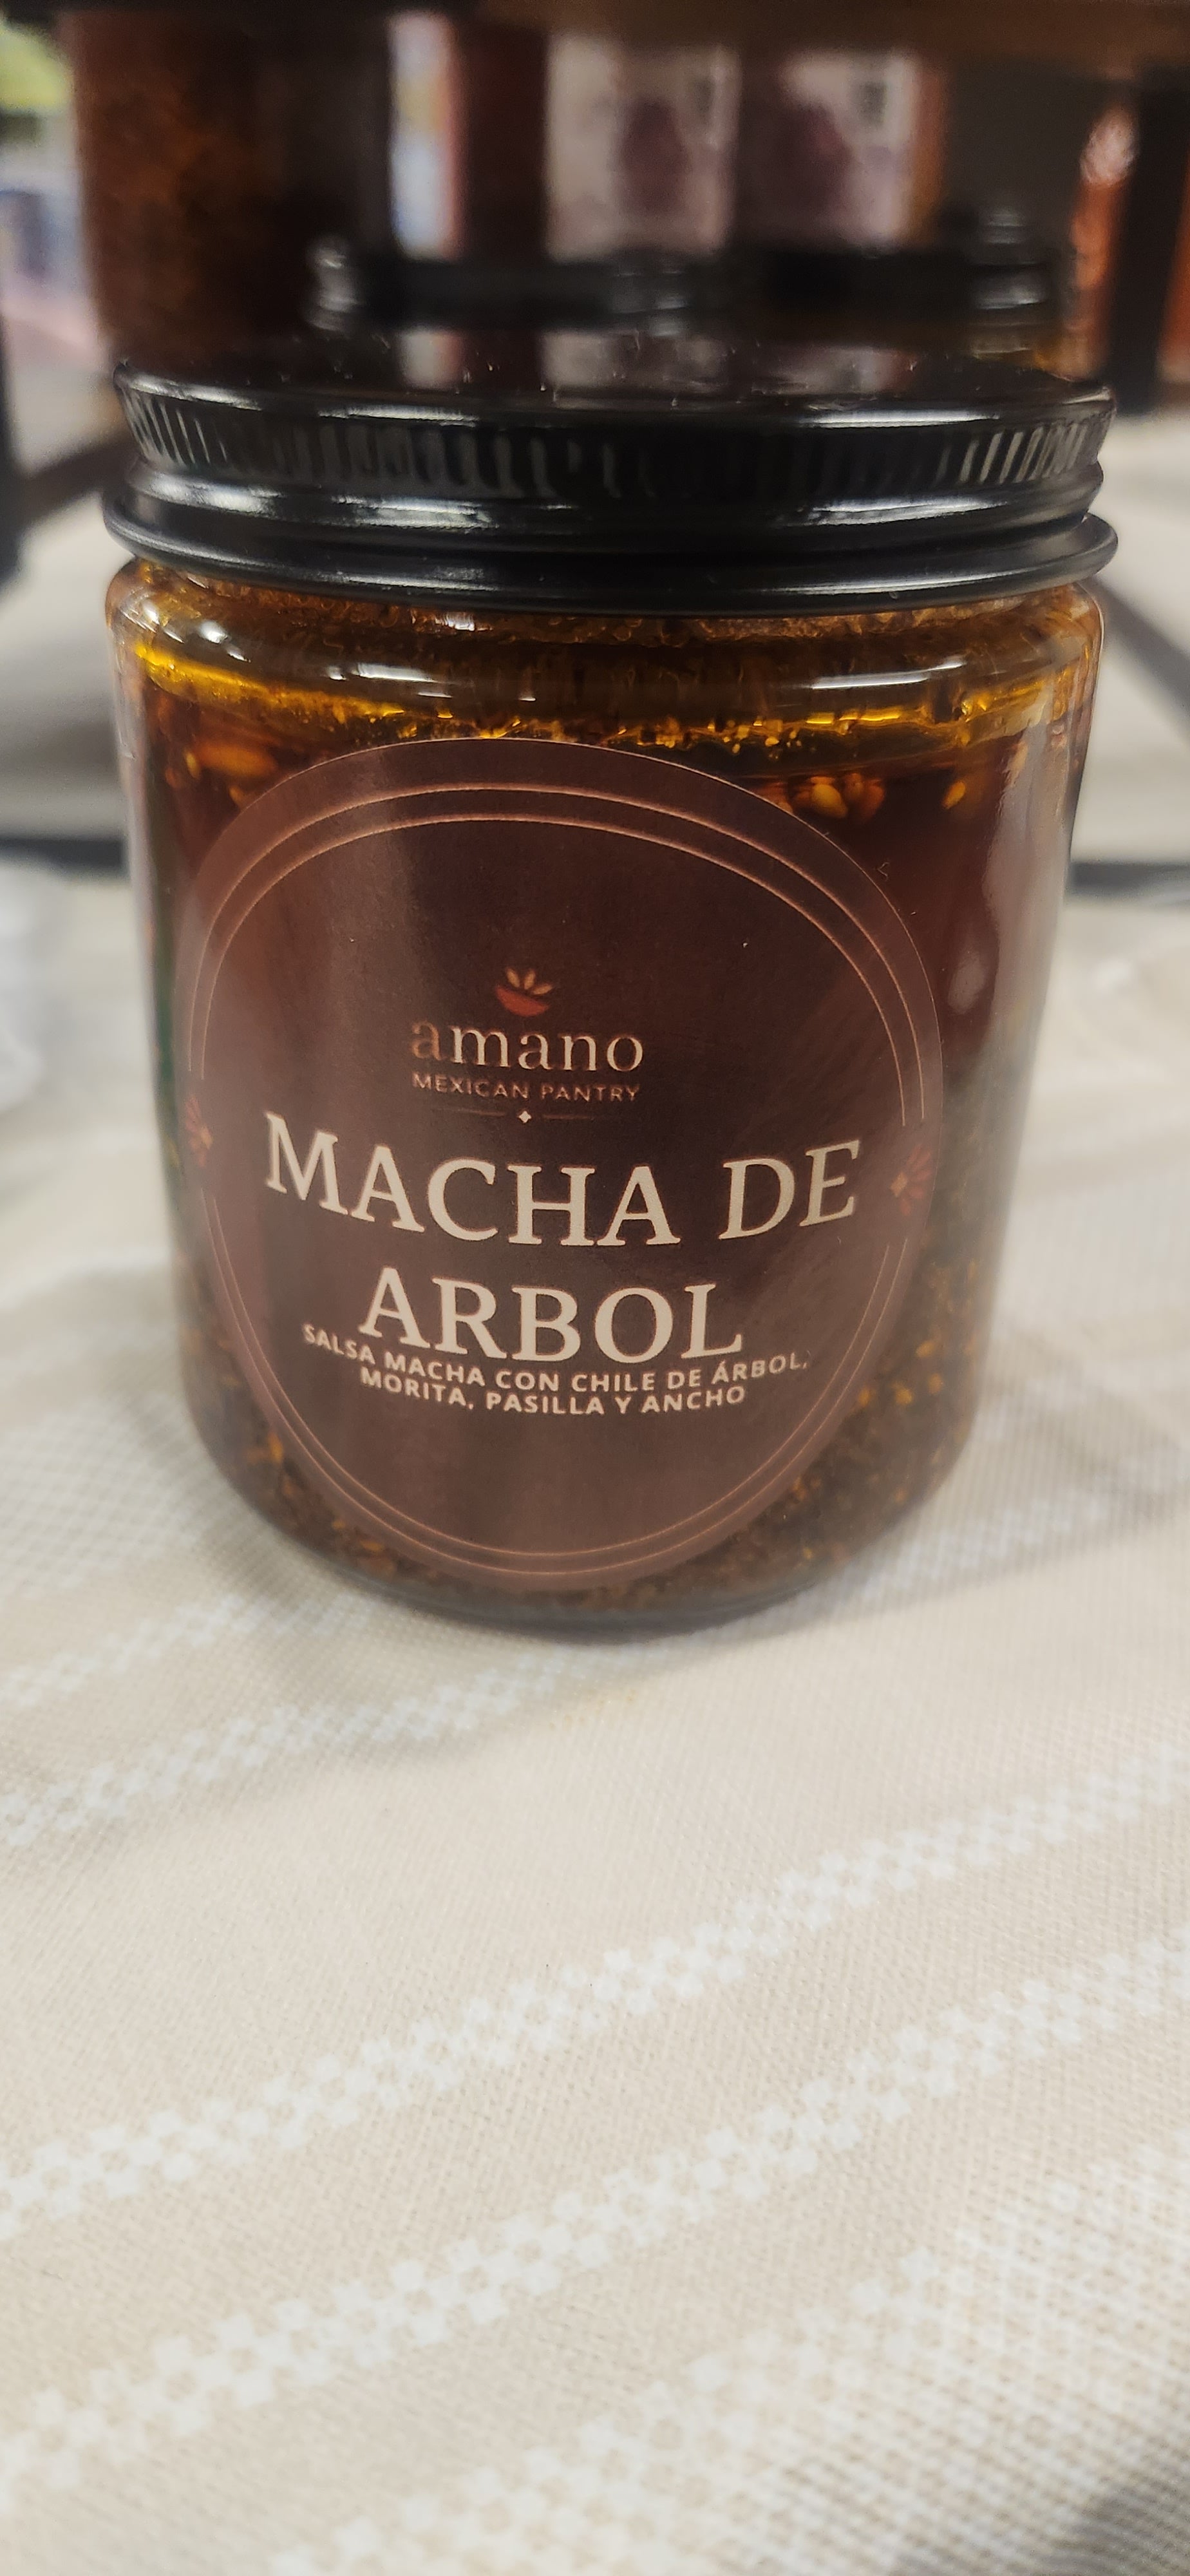 amano
MEXICAN PANTRY
MACHA DE
ARBOL
SALSA MACHA CON CHILE DE ÁRBOL,
MORITA, PASILLA Y ANCHO